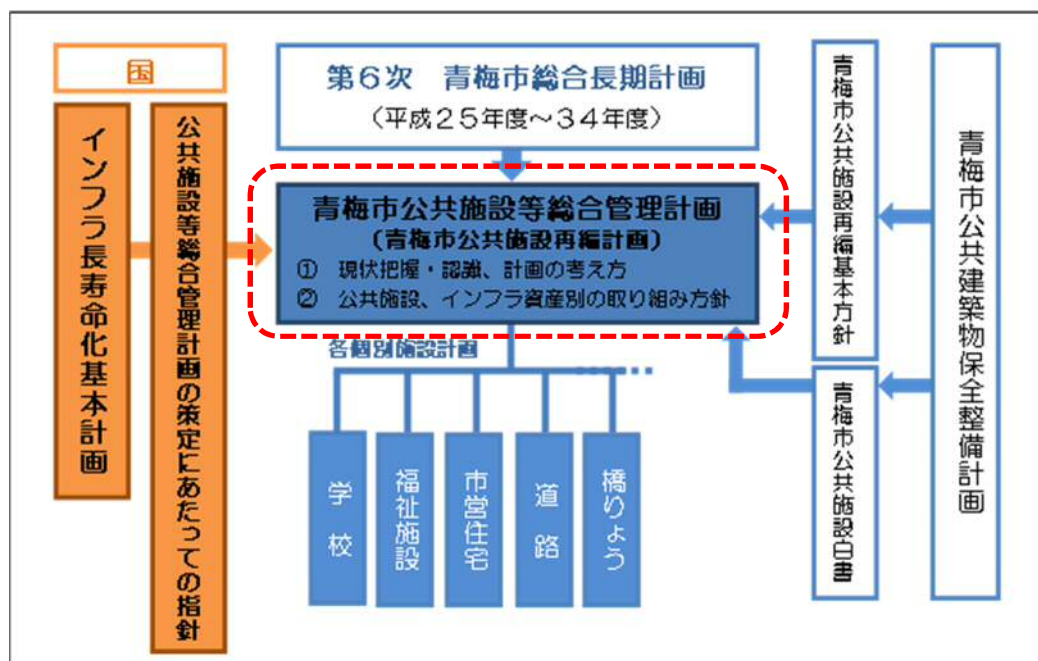 国
インフラ長寿命化基本計画
公共施設等総合管理計画の策定にあたっての指針
第6次　青梅市総合長期計画
(平成25年度～34年度)
青梅市公共施設等総合管理計画
(青梅市公共施設再編計画)
①　現状把握・認識、計画の考え方
②　公共施設、インフラ資産別の取り組み方針
各個別施設計画
学校
福祉施設
市営住宅
道路
橋りょう
青梅市公共施設再編基本方針
青梅市公共施設白書
青梅市公共建築物保全整備計画